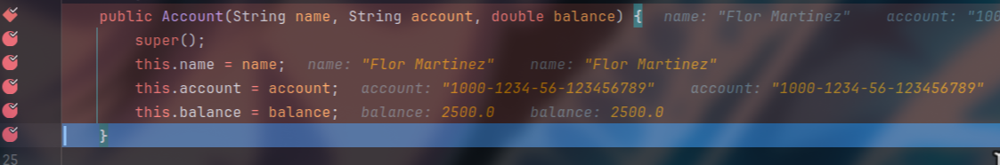 public Account(String name, String account, double balance) { name: "Flor Martinez" account: "100
super();
this.name = name; name: "Flor Martinez" name: "Flor Martinez"
this.account = account; account: "1000-1234-56-123456789" account: "1000-1234-56-123456789"
this.balance = balance; balance: 2500.0 balance: 2500.0
}
25